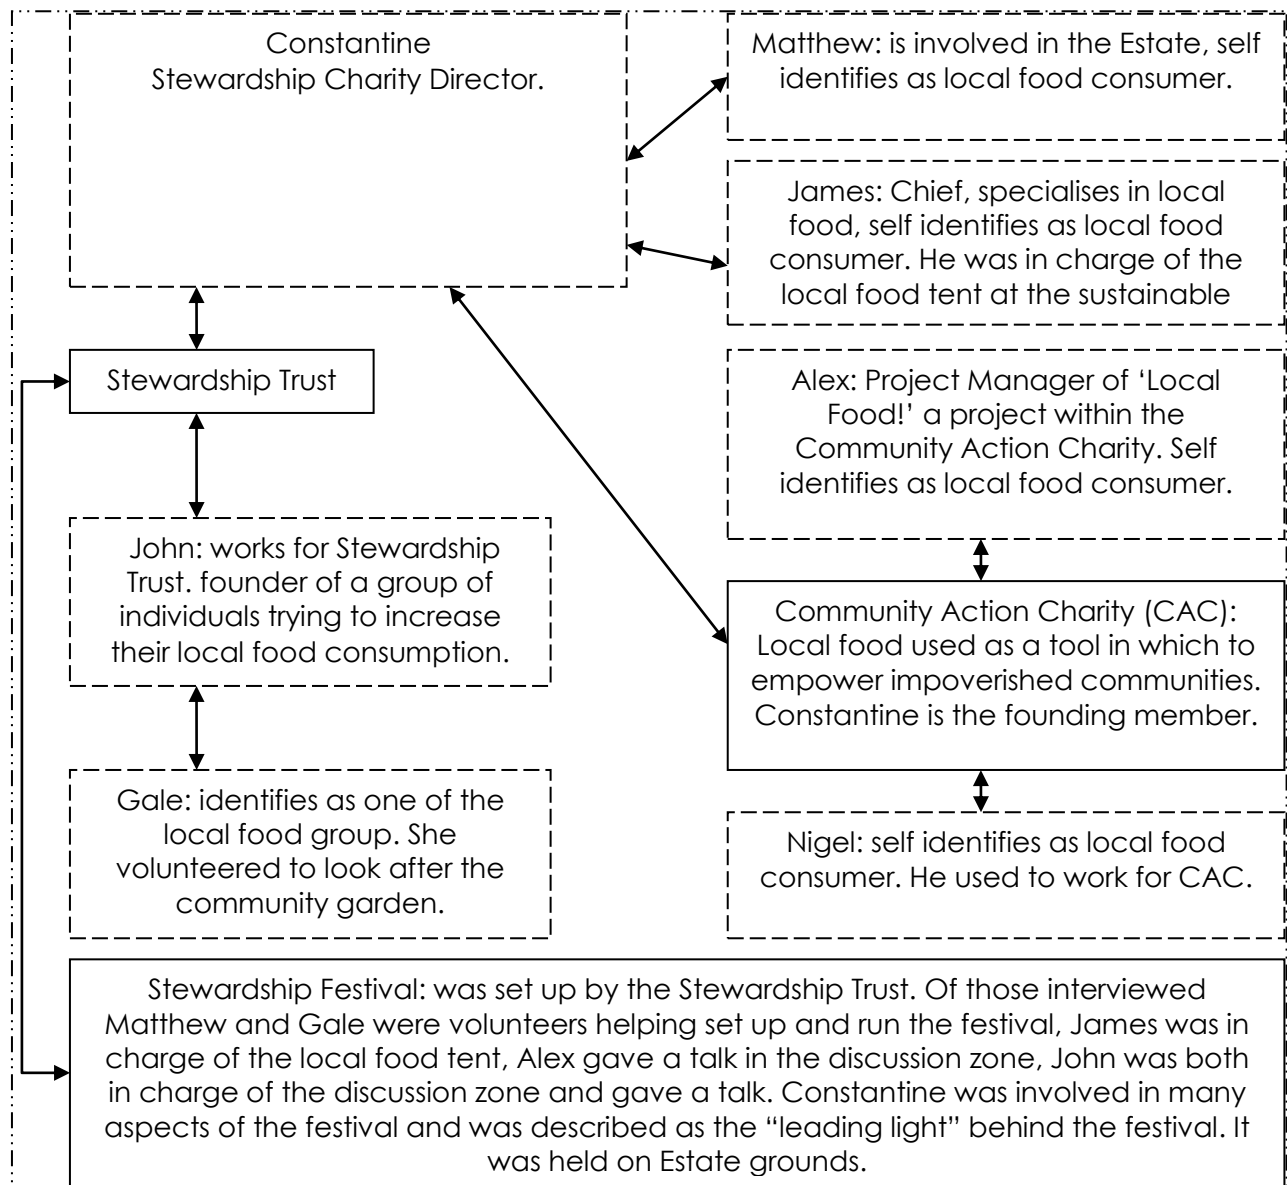 Constantine
Stewardship Charity Director.
Matthew: is involved in the Estate, self
identifies as local food consumer.
James: Chief, specialises in local
food, self identifies as local food
consumer. He was in charge of the
local food tent at the sustainable
Stewardship Trust
Alex: Project Manager of ‘Local
Food!’ a project within the
Community Action Charity. Self
identifies as local food consumer.
John: works for Stewardship
Trust. founder of a group of
individuals trying to increase
their local food consumption.
Community Action Charity (CAC):
Local food used as a tool in which to
empower impoverished communities.
Constantine is the founding member.
Gale: identifies as one of the
local food group. She
volunteered to look after the
community garden.
Nigel: self identifies as local food
consumer. He used to work for CAC.
Stewardship Festival: was set up by the Stewardship Trust. Of those interviewed
Matthew and Gale were volunteers helping set up and run the festival, James was in
charge of the local food tent, Alex gave a talk in the discussion zone, John was both
in charge of the discussion zone and gave a talk. Constantine was involved in many
aspects of the festival and was described as the “leading light” behind the festival. It
was held on Estate grounds.